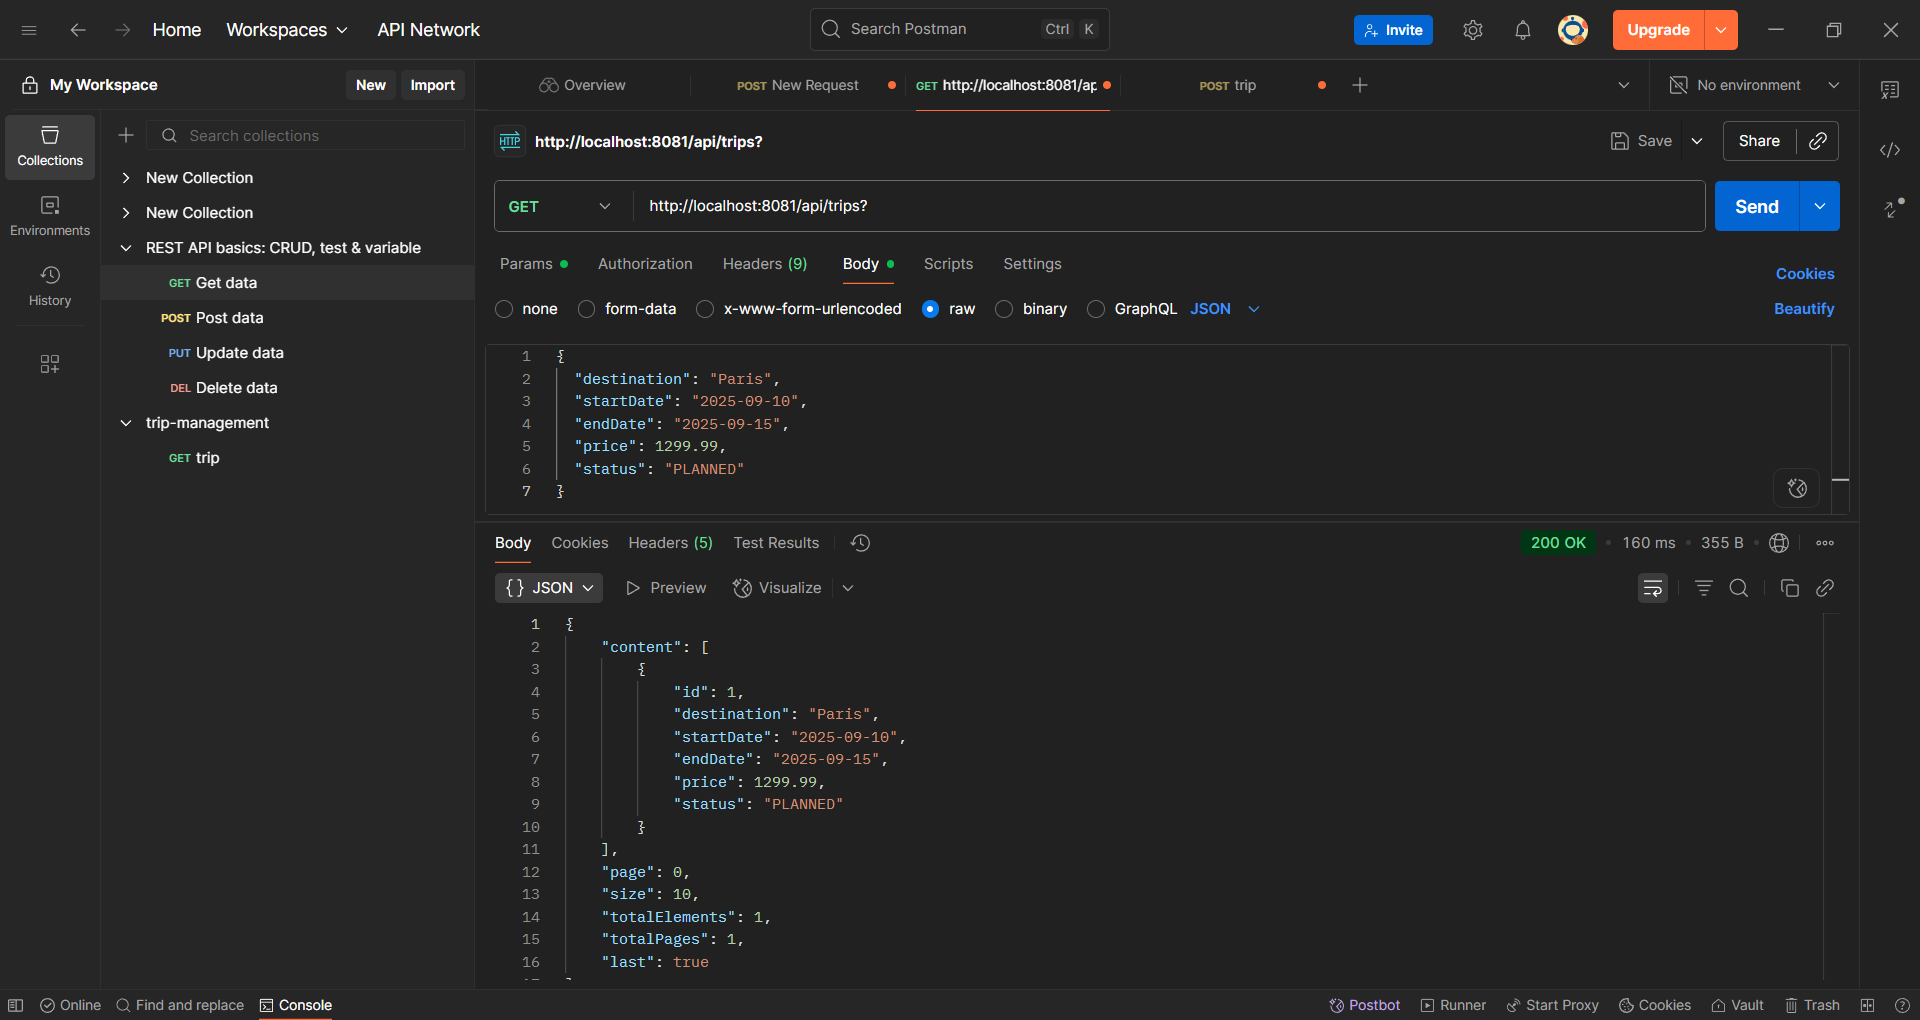 Home Workspaces API Network
Search Postman Ctrl K
Invite Upgrade
My Workspace New Import
Overview POST New Request GET http://localhost:8081/ap POST trip No environment
Collections
Environments
History
Search collections
New Collection
New Collection
REST API basics: CRUD, test & variable
GET Get data
POST Post data
PUT Update data
DEL Delete data
trip-management
GET trip
HTTP http://localhost:8081/api/trips? Save Share
GET http://localhost:8081/api/trips? Send
Params Authorization Headers (9) Body Scripts Settings Cookies
none form-data x-www-form-urlencoded raw binary GraphQL JSON Beautify
1 {
2 "destination": "Paris",
3 "startDate": "2025-09-10",
4 "endDate": "2025-09-15",
5 "price": 1299.99,
6 "status": "PLANNED"
7 }
Body Cookies Headers (5) Test Results 200 OK • 160 ms • 355 B
{} JSON Preview Visualize
1 {
2 "content": [
3 {
4 "id": 1,
5 "destination": "Paris",
6 "startDate": "2025-09-10",
7 "endDate": "2025-09-15",
8 "price": 1299.99,
9 "status": "PLANNED"
10 }
11 ],
12 "page": 0,
13 "size": 10,
14 "totalElements": 1,
15 "totalPages": 1,
16 "last": true
Online Find and replace Console Postbot Runner Start Proxy Cookies Vault Trash